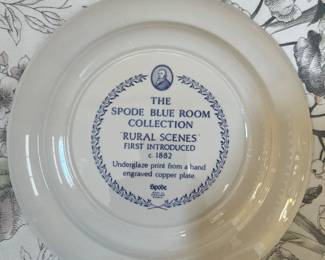 THE
SPODE BLUE ROOM
COLLECTION
'RURAL SCENES'
FIRST INTRODUCED
c. 1882
Underglaze print from a hand
engraved copper plate
Spode